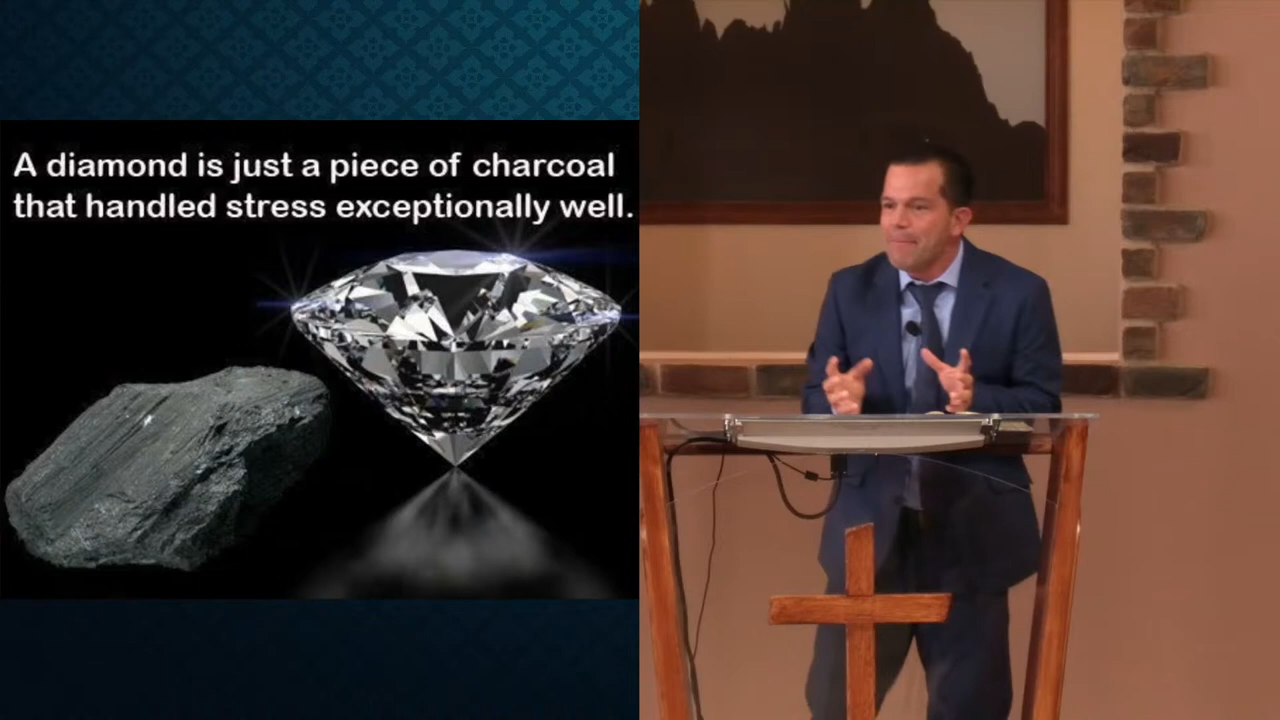 A diamond is just a piece of charcoal
that handled stress exceptionally well.